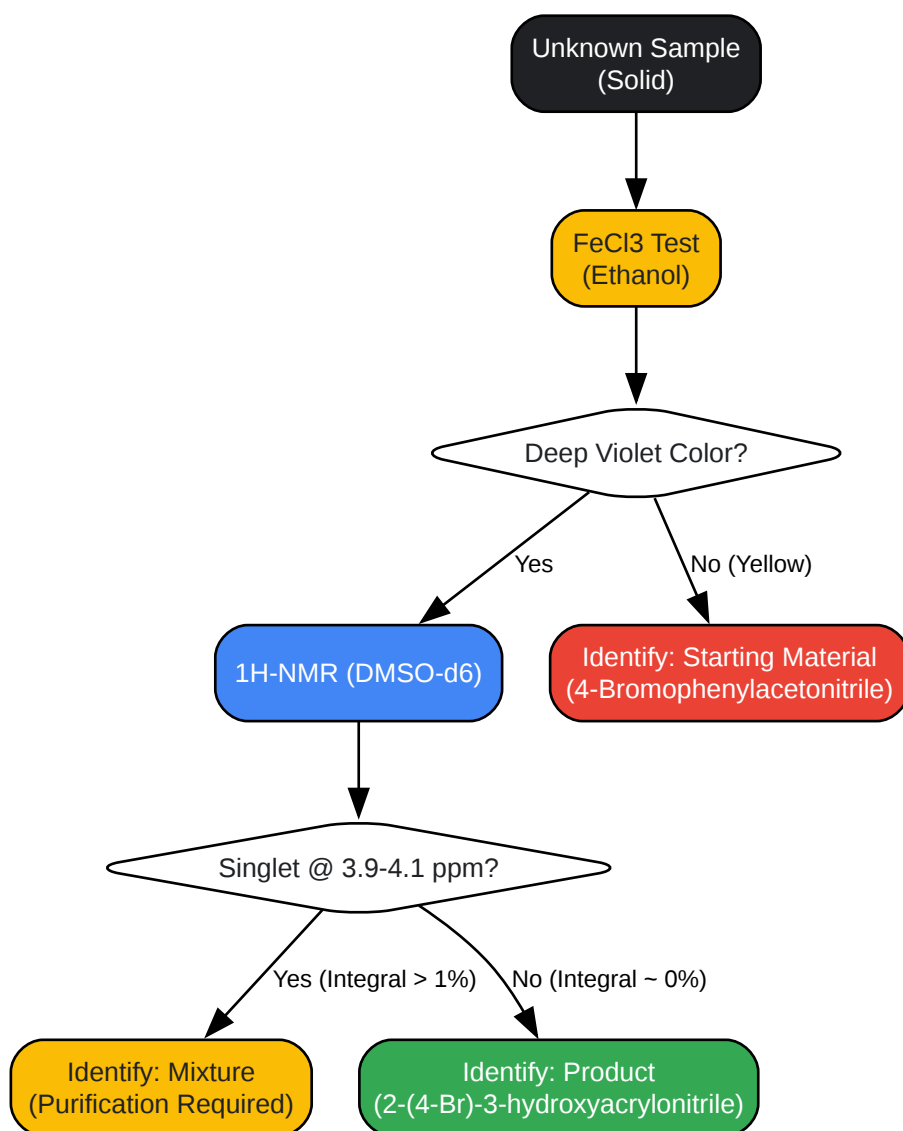 Unknown Sample
(Solid)
FeCl3 Test
(Ethanol)
Deep Violet Color?
Yes
No (Yellow)
1H-NMR (DMSO-d6)
Identify: Starting Material
(4-Bromophenylacetonitrile)
Singlet @ 3.9-4.1 ppm?
Yes (Integral > 1%)
No (Integral ~ 0%)
Identify: Mixture
(Purification Required)
Identify: Product
(2-(4-Br)-3-hydroxyacrylonitrile)